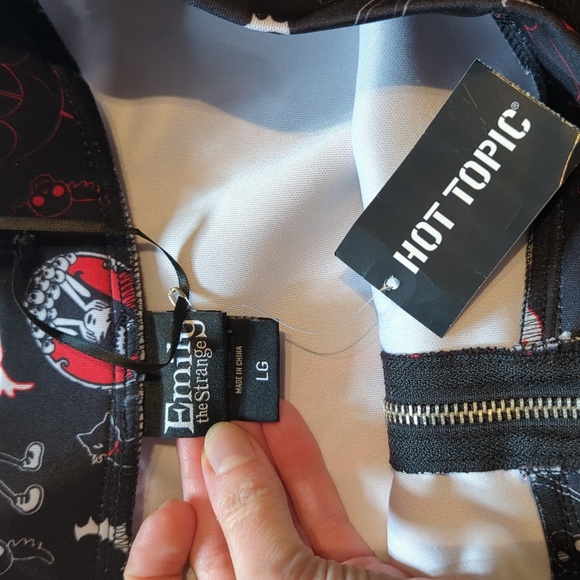 HOT TOPIC®
Emily
the Strange
MADE IN CHINA
LG